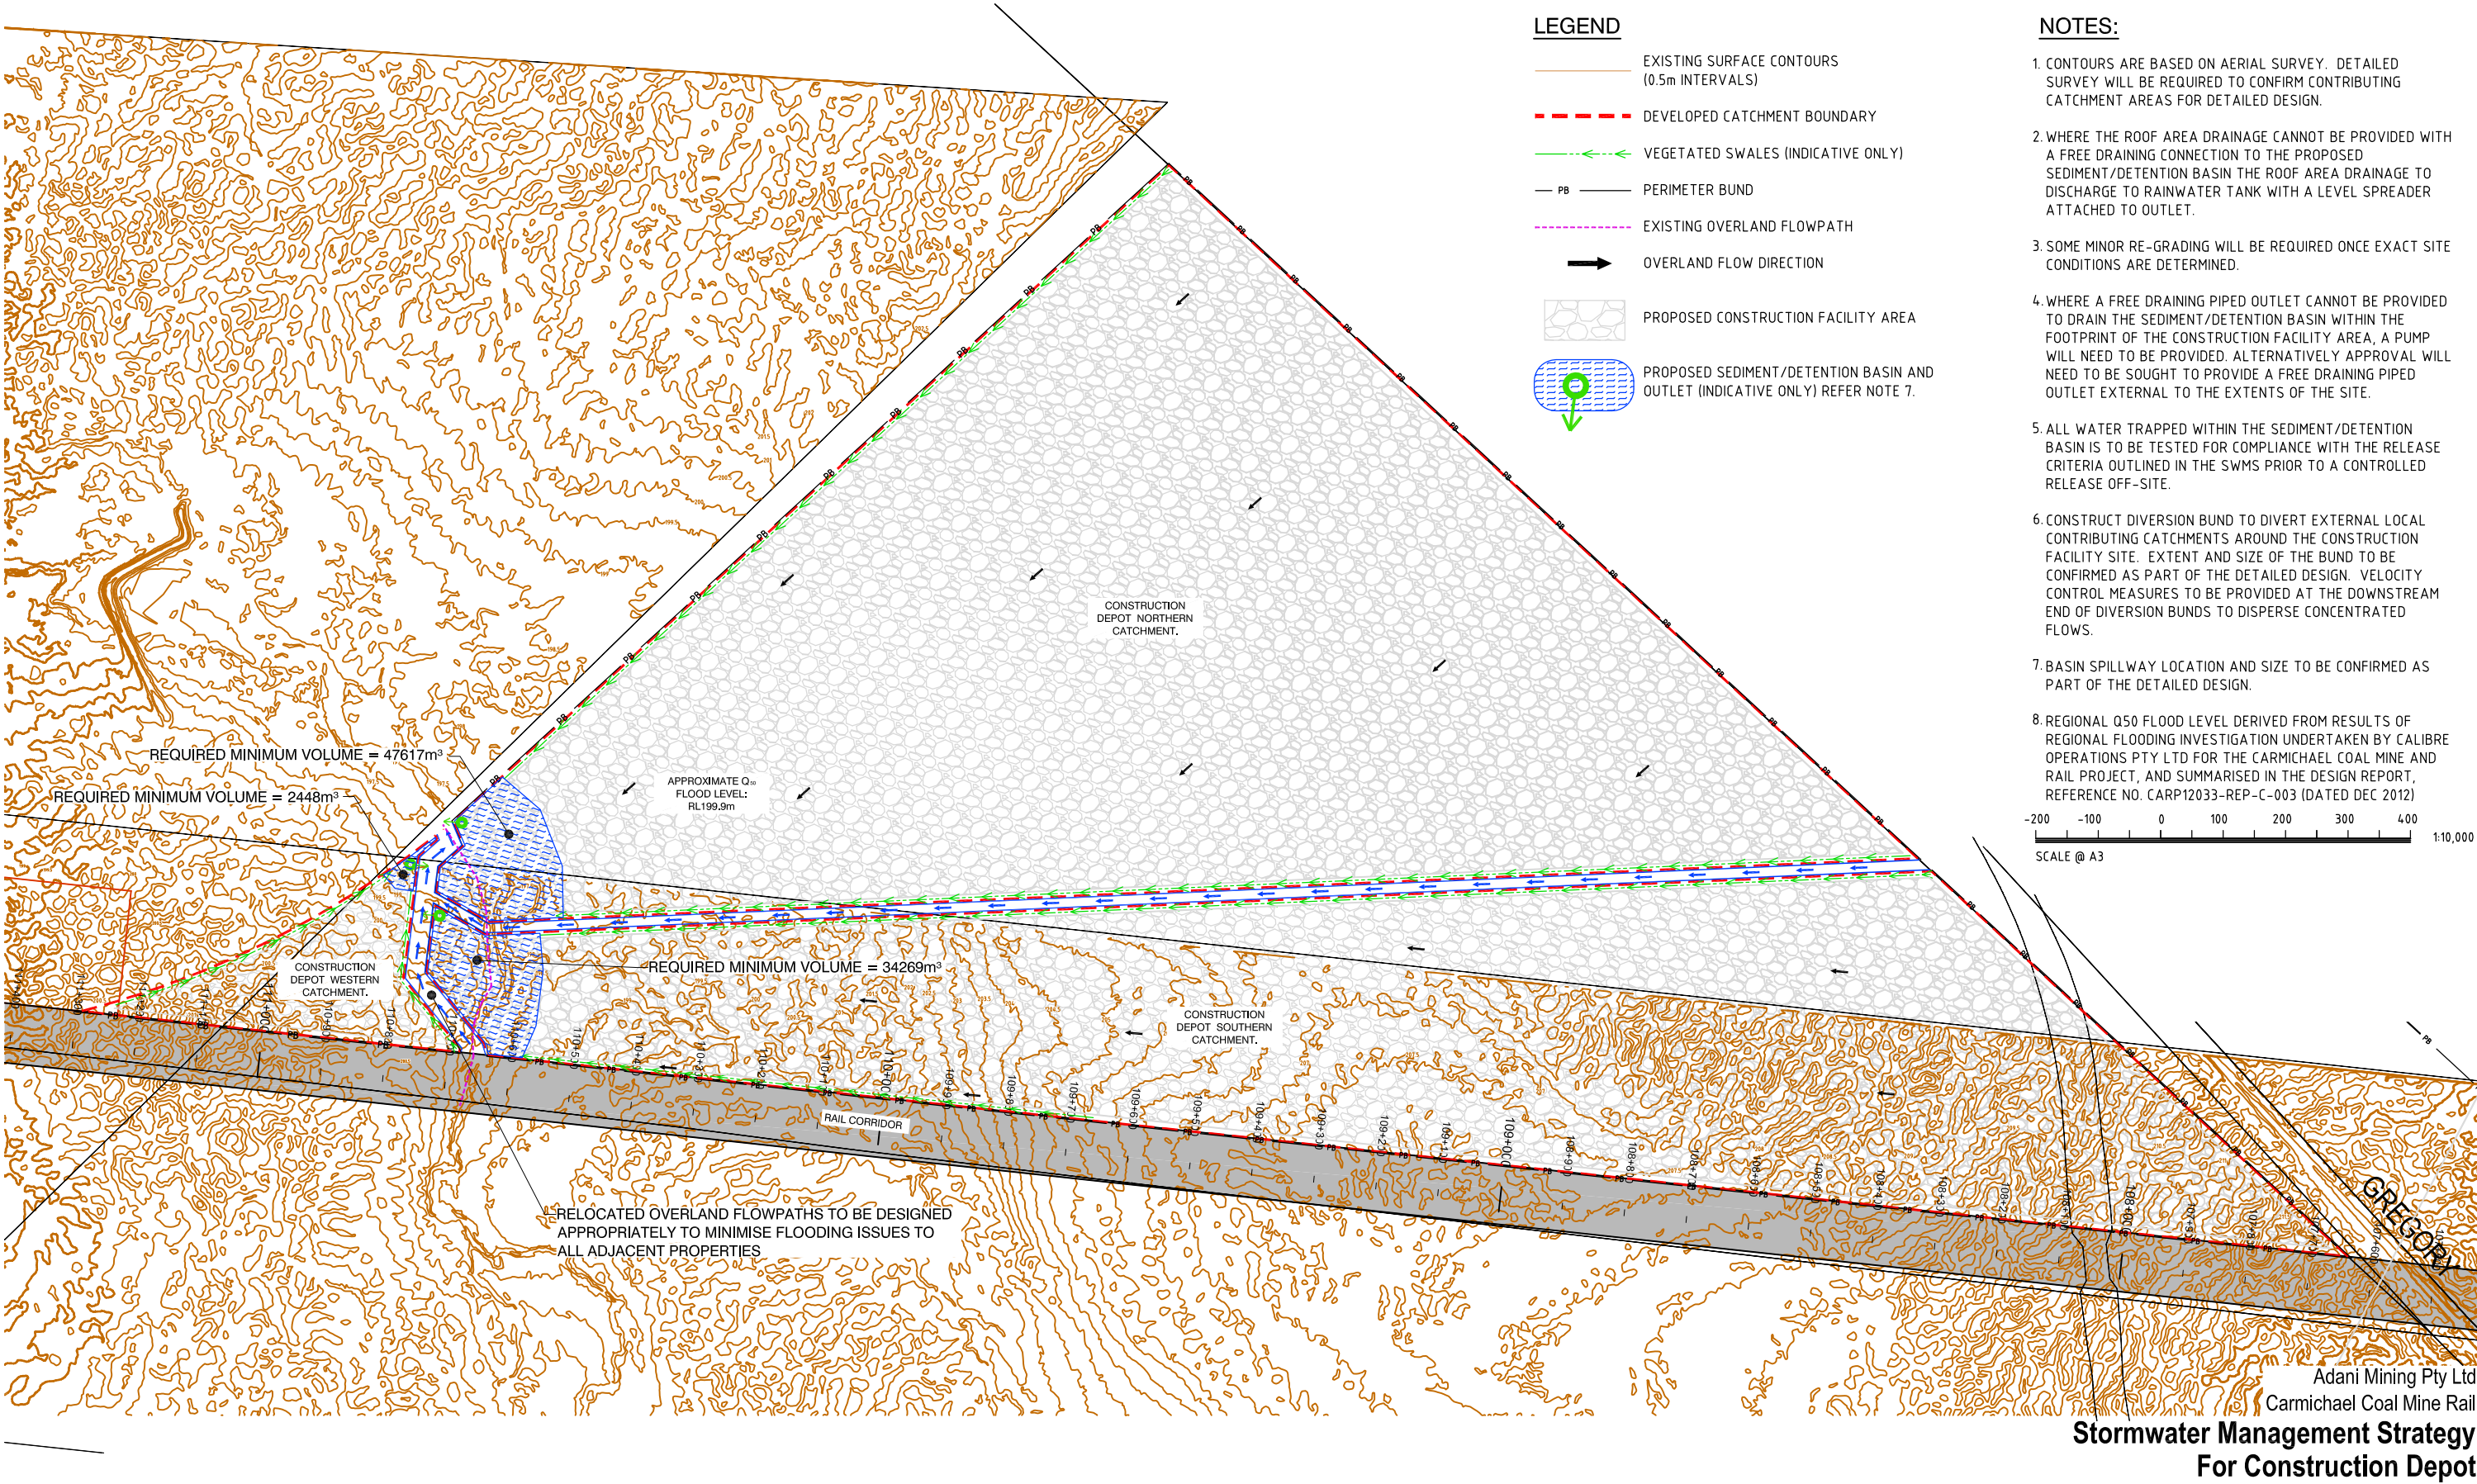 LEGEND
EXISTING SURFACE CONTOURS
(0.5m INTERVALS)
DEVELOPED CATCHMENT BOUNDARY
VEGETATED SWALES (INDICATIVE ONLY)
PB
PERIMETER BUND
EXISTING OVERLAND FLOWPATH
OVERLAND FLOW DIRECTION
PROPOSED CONSTRUCTION FACILITY AREA
PROPOSED SEDIMENT/DETENTION BASIN AND
OUTLET (INDICATIVE ONLY) REFER NOTE 7.
NOTES:
1. CONTOURS ARE BASED ON AERIAL SURVEY. DETAILED
SURVEY WILL BE REQUIRED TO CONFIRM CONTRIBUTING
CATCHMENT AREAS FOR DETAILED DESIGN.
2. WHERE THE ROOF AREA DRAINAGE CANNOT BE PROVIDED WITH
A FREE DRAINING CONNECTION TO THE PROPOSED
SEDIMENT/DETENTION BASIN THE ROOF AREA DRAINAGE TO
DISCHARGE TO RAINWATER TANK WITH A LEVEL SPREADER
ATTACHED TO OUTLET.
3. SOME MINOR RE-GRADING WILL BE REQUIRED ONCE EXACT SITE
CONDITIONS ARE DETERMINED.
4. WHERE A FREE DRAINING PIPED OUTLET CANNOT BE PROVIDED
TO DRAIN THE SEDIMENT/DETENTION BASIN WITHIN THE
FOOTPRINT OF THE CONSTRUCTION FACILITY AREA, A PUMP
WILL NEED TO BE PROVIDED. ALTERNATIVELY APPROVAL WILL
NEED TO BE SOUGHT TO PROVIDE A FREE DRAINING PIPED
OUTLET EXTERNAL TO THE EXTENTS OF THE SITE.
5. ALL WATER TRAPPED WITHIN THE SEDIMENT/DETENTION
BASIN IS TO BE TESTED FOR COMPLIANCE WITH THE RELEASE
CRITERIA OUTLINED IN THE SWMS PRIOR TO A CONTROLLED
RELEASE OFF-SITE.
6. CONSTRUCT DIVERSION BUND TO DIVERT EXTERNAL LOCAL
CONTRIBUTING CATCHMENTS AROUND THE CONSTRUCTION
FACILITY SITE. EXTENT AND SIZE OF THE BUND TO BE
CONFIRMED AS PART OF THE DETAILED DESIGN. VELOCITY
CONTROL MEASURES TO BE PROVIDED AT THE DOWNSTREAM
END OF DIVERSION BUNDS TO DISPERSE CONCENTRATED
FLOWS.
7. BASIN SPILLWAY LOCATION AND SIZE TO BE CONFIRMED AS
PART OF THE DETAILED DESIGN.
8. REGIONAL Q50 FLOOD LEVEL DERIVED FROM RESULTS OF
REGIONAL FLOODING INVESTIGATION UNDERTAKEN BY CALIBRE
OPERATIONS PTY LTD FOR THE CARMICHAEL COAL MINE AND
RAIL PROJECT, AND SUMMARISED IN THE DESIGN REPORT,
REFERENCE NO. CARP12033-REP-C-003 (DATED DEC 2012)
-200 -100 0 100 200 300 400
1:10,000
SCALE @ A3
CONSTRUCTION
DEPOT NORTHERN
CATCHMENT.
REQUIRED MINIMUM VOLUME = 47617m³
REQUIRED MINIMUM VOLUME = 2448m³
APPROXIMATE Q₅₀
FLOOD LEVEL:
RL199.9m
CONSTRUCTION
DEPOT WESTERN
CATCHMENT.
REQUIRED MINIMUM VOLUME = 34269m³
CONSTRUCTION
DEPOT SOUTHERN
CATCHMENT.
RAIL CORRIDOR
RELOCATED OVERLAND FLOWPATHS TO BE DESIGNED
APPROPRIATELY TO MINIMISE FLOODING ISSUES TO
ALL ADJACENT PROPERTIES
110+000
109+600
109+000
108+000
GREGORY
Adani Mining Pty Ltd
Carmichael Coal Mine Rail
Stormwater Management Strategy
For Construction Depot